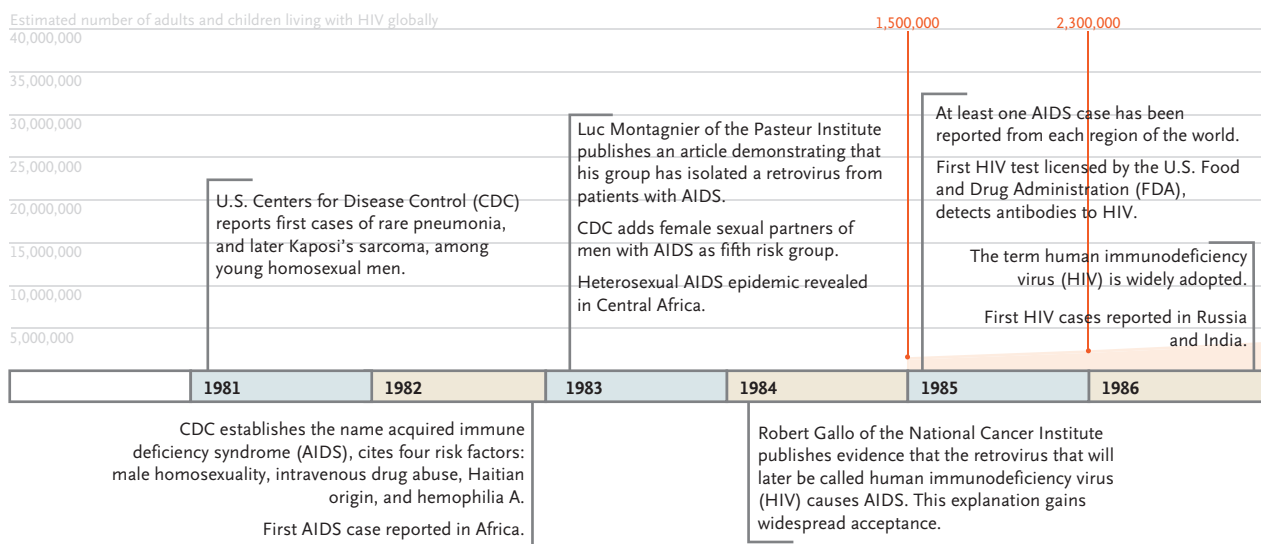 Estimated number of adults and children living with HIV globally
1,500,000
2,300,000
40,000,000
35,000,000
30,000,000
25,000,000
20,000,000
15,000,000
10,000,000
5,000,000
U.S. Centers for Disease Control (CDC)
reports first cases of rare pneumonia,
and later Kaposi's sarcoma, among
young homosexual men.
Luc Montagnier of the Pasteur Institute
publishes an article demonstrating that
his group has isolated a retrovirus from
patients with AIDS.
CDC adds female sexual partners of
men with AIDS as fifth risk group.
Heterosexual AIDS epidemic revealed
in Central Africa.
At least one AIDS case has been
reported from each region of the world.
First HIV test licensed by the U.S. Food
and Drug Administration (FDA),
detects antibodies to HIV.
The term human immunodeficiency
virus (HIV) is widely adopted.
First HIV cases reported in Russia
and India.
1981
1982
1983
1984
1985
1986
CDC establishes the name acquired immune
deficiency syndrome (AIDS), cites four risk factors:
male homosexuality, intravenous drug abuse, Haitian
origin, and hemophilia A.
First AIDS case reported in Africa.
Robert Gallo of the National Cancer Institute
publishes evidence that the retrovirus that will
later be called human immunodeficiency virus
(HIV) causes AIDS. This explanation gains
widespread acceptance.